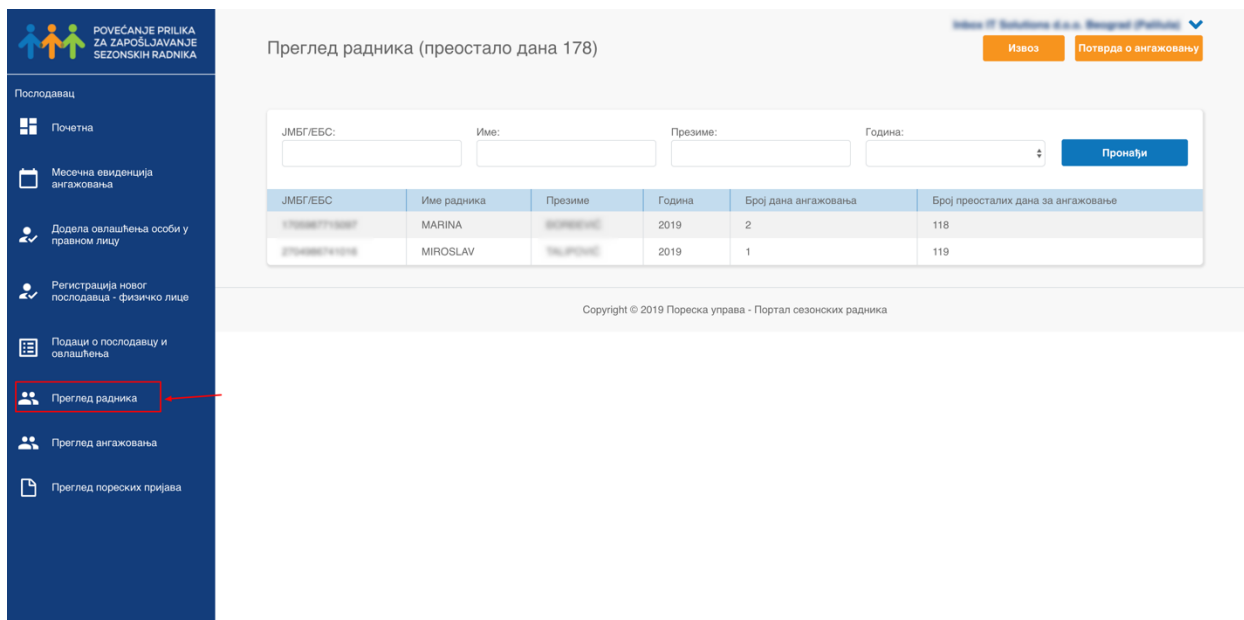 POVEĆANJE PRILIKA
ZA ZAPOŠLJAVANJE
SEZONSKIH RADNIKA
Послодавац
Почетна
Месечна евиденција
ангажовања
Додела овлашћења особи у
правном лицу
Регистрација новог
послодавца - физичко лице
Подаци о послодавцу и
овлашћења
Преглед радника
Преглед ангажовања
Преглед пореских пријава
Преглед радника (преостало дана 178)
Извоз Потврда о ангажовању
ЈМБГ/ЕБС: Име: Презиме: Година:
Пронађи
ЈМБГ/ЕБС Име радника Презиме Година Број дана ангажовања Број преосталих дана за ангажовање
MARINA 2019 2 118
MIROSLAV 2019 1 119
Copyright © 2019 Пореска управа - Портал сезонских радника